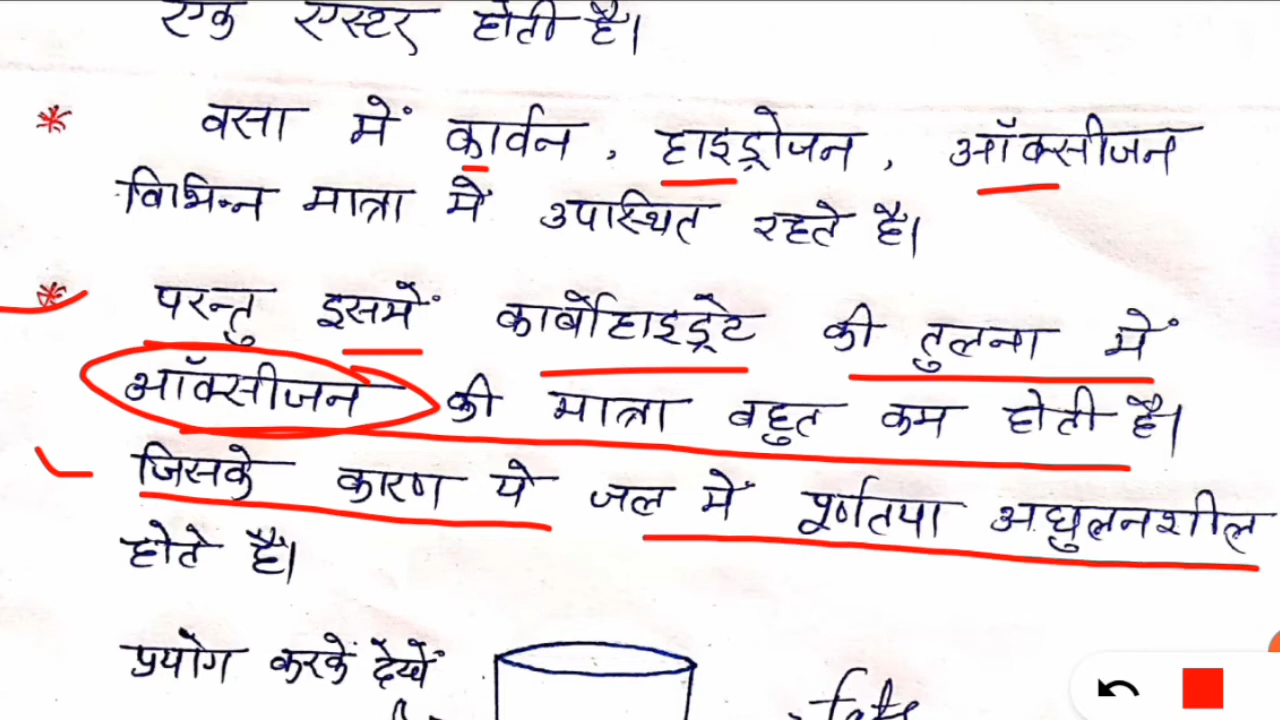 एक एस्टर होती है।
* वसा में कार्वन, हाइड्रोजन, ऑक्सीजन
विभिन्न मात्रा में उपस्थित रहते है।
* परन्तु इसमें कार्बोहाइड्रेट की तुलना में
ऑक्सीजन की मात्रा बहुत कम होती है।
जिसके कारण ये जल में पूर्णतया अघुलनशील
होते हैं।
प्रयोग करके देखें